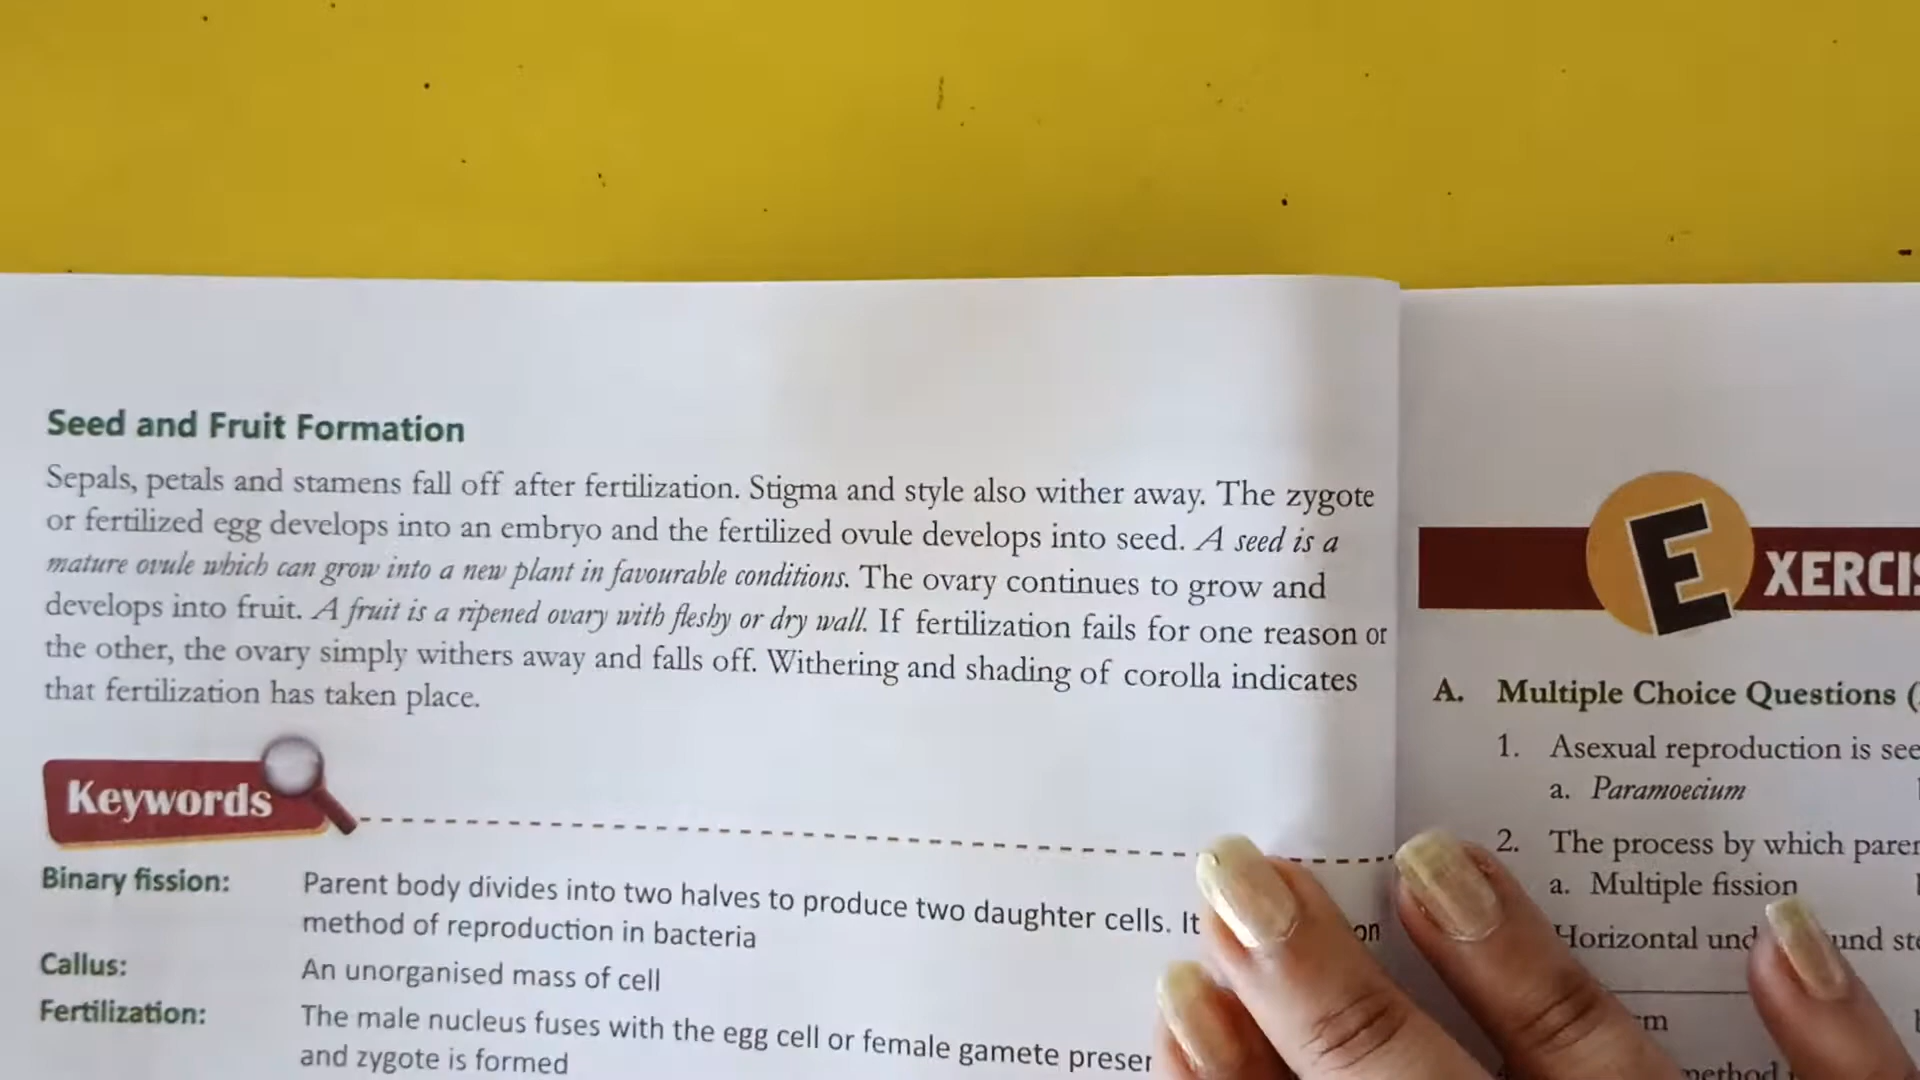 Seed and Fruit Formation
Sepals, petals and stamens fall off after fertilization. Stigma and style also wither away. The zygote
or fertilized egg develops into an embryo and the fertilized ovule develops into seed. A seed is a
mature ovule which can grow into a new plant in favourable conditions. The ovary continues to grow and
develops into fruit. A fruit is a ripened ovary with fleshy or dry wall. If fertilization fails for one reason or
the other, the ovary simply withers away and falls off. Withering and shading of corolla indicates
that fertilization has taken place.
Keywords
Binary fission: Parent body divides into two halves to produce two daughter cells. It
method of reproduction in bacteria
Callus: An unorganised mass of cell
Fertilization: The male nucleus fuses with the egg cell or female gamete
and zygote is formed
EXERCIS
A. Multiple Choice Questions (
1. Asexual reproduction is see
a. Paramoecium
2. The process by which paren
a. Multiple fission
Horizontal und
method